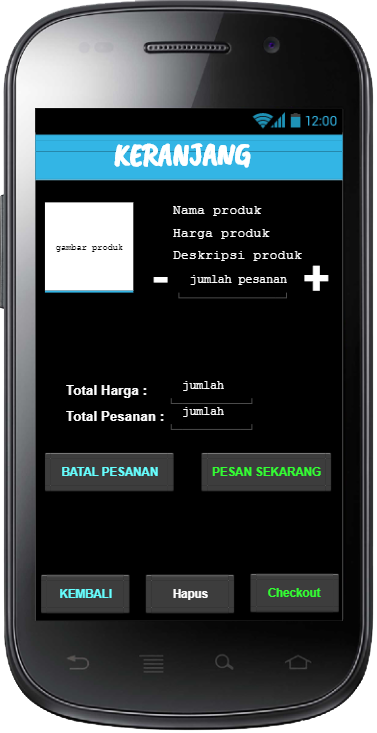 12:00
KERANJANG
gambar produk
Nama produk
Harga produk
Deskripsi produk
- jumlah pesanan +
Total Harga : jumlah
Total Pesanan : jumlah
BATAL PESANAN PESAN SEKARANG
KEMBALI Hapus Checkout